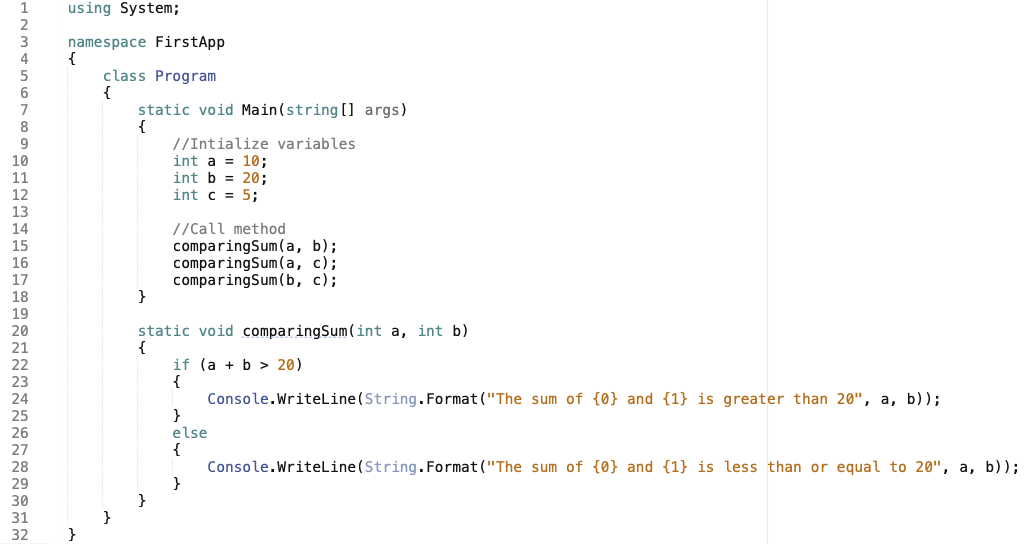 1 using System;
2
3 namespace FirstApp
4 {
5 class Program
6 {
7 static void Main(string[] args)
8 {
9 //Intialize variables
10 int a = 10;
11 int b = 20;
12 int c = 5;
13
14 //Call method
15 comparingSum(a, b);
16 comparingSum(a, c);
17 comparingSum(b, c);
18 }
19
20 static void comparingSum(int a, int b)
21 {
22 if (a + b > 20)
23 {
24 Console.WriteLine(String.Format("The sum of {0} and {1} is greater than 20", a, b));
25 }
26 else
27 {
28 Console.WriteLine(String.Format("The sum of {0} and {1} is less than or equal to 20", a, b));
29 }
30 }
31 }
32 }